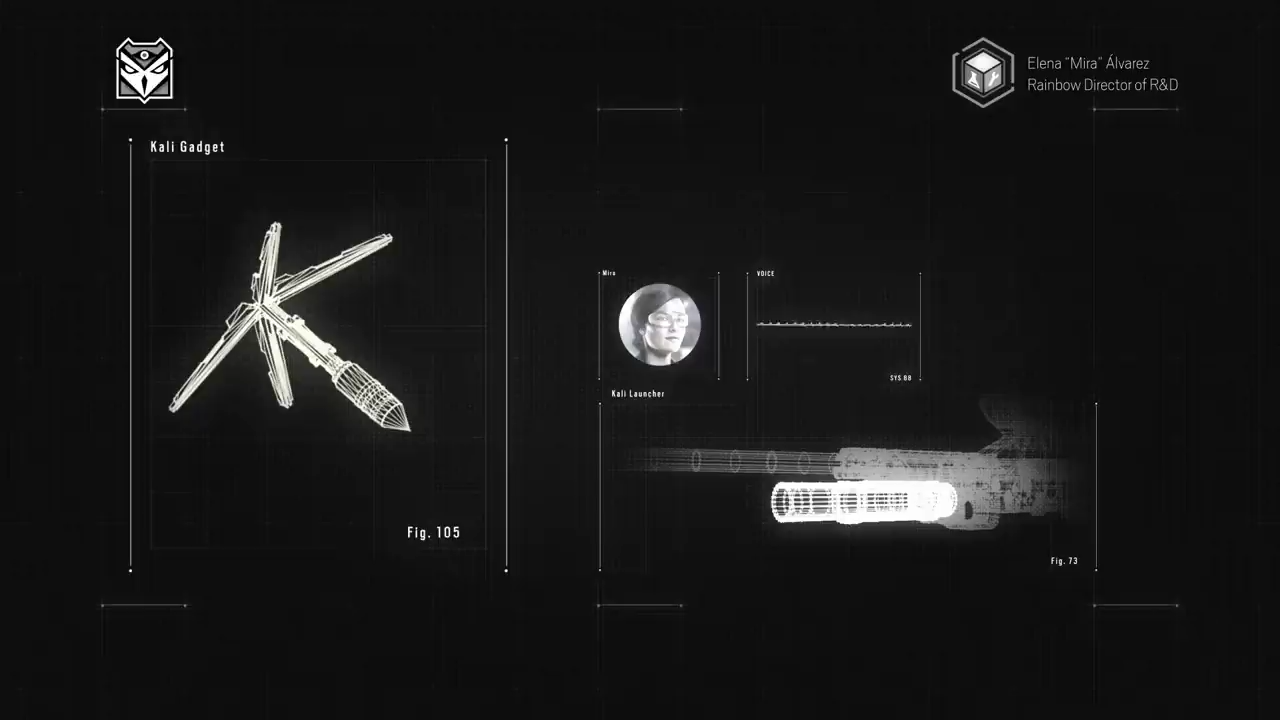 Elena "Mira" Álvarez
Rainbow Director of R&D
Kali Gadget
Fig. 105
Mira
VOICE
SYS 88
Kali Launcher
Fig. 73